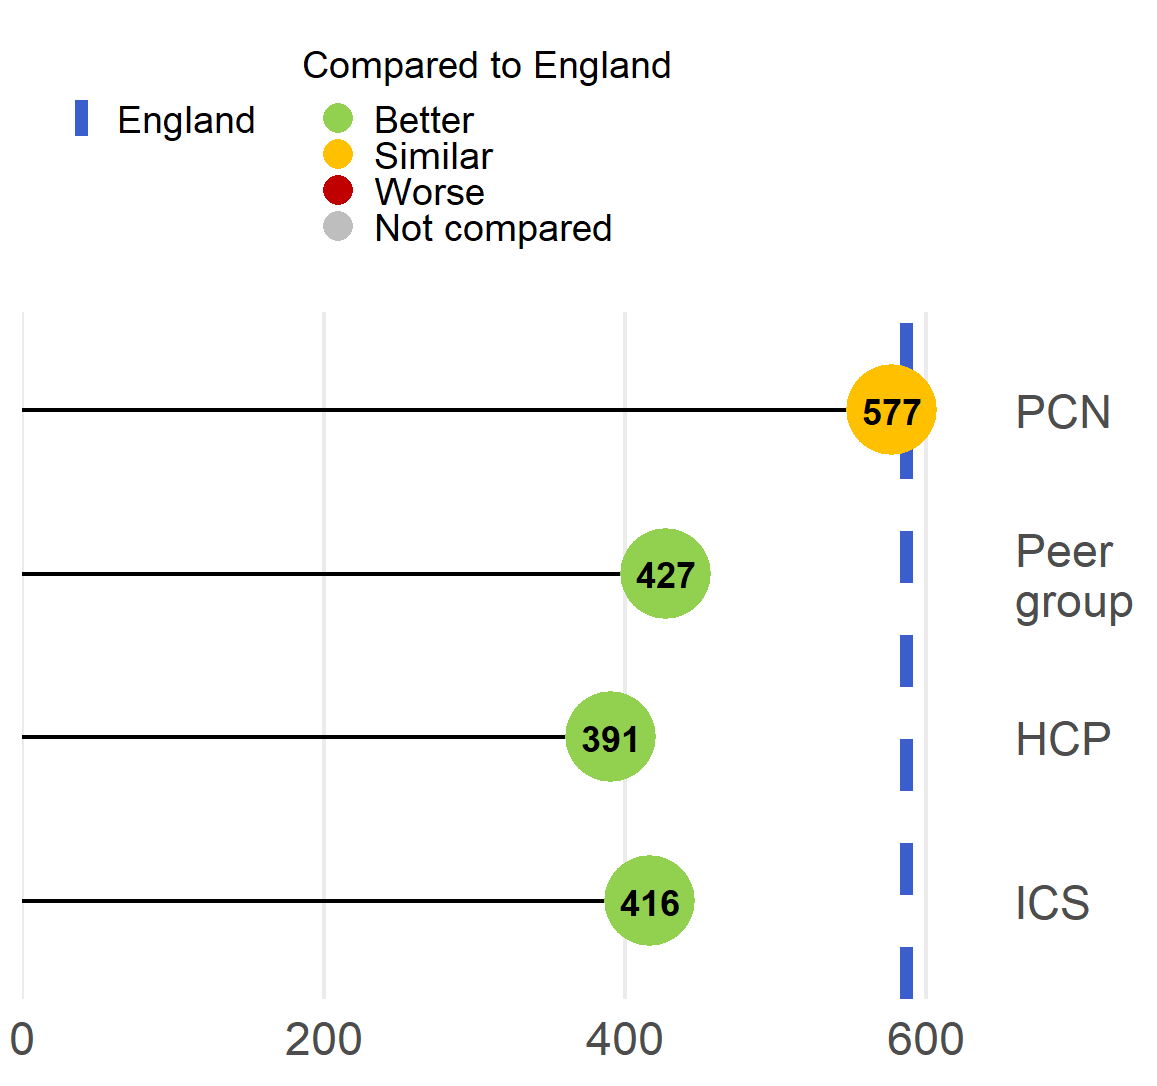 Compared to England
England
Better
Similar
Worse
Not compared
577
PCN
427
Peer
group
391
HCP
416
ICS
0 200 400 600